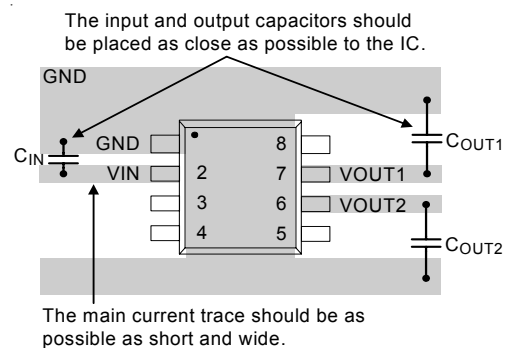 The input and output capacitors should
be placed as close as possible to the IC.
GND
GND
8
CIN
COUT1
VIN
2
7
VOUT1
3
6
VOUT2
4
5
COUT2
The main current trace should be as
possible as short and wide.